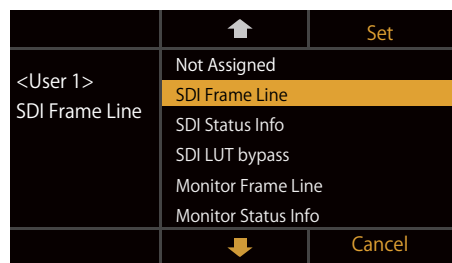 Set
<User 1>
SDI Frame Line
Not Assigned
SDI Frame Line
SDI Status Info
SDI LUT bypass
Monitor Frame Line
Monitor Status Info
Cancel